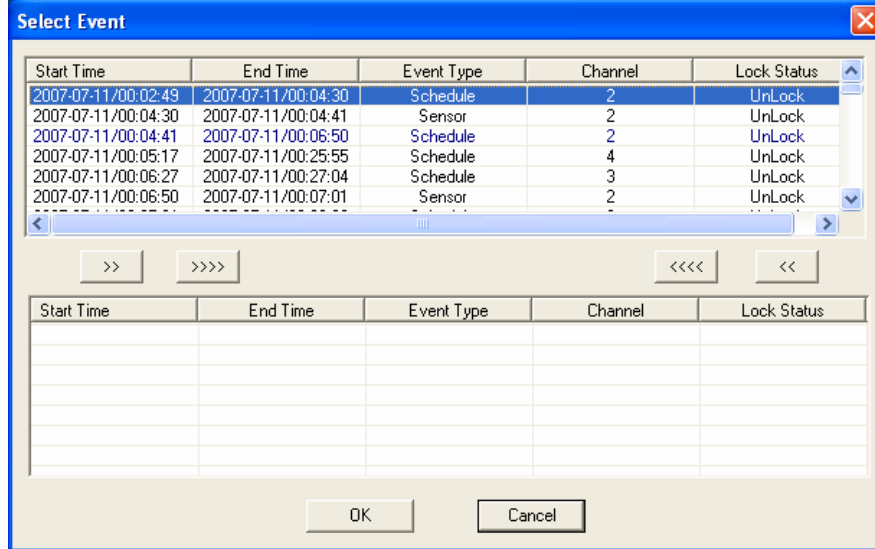 Select Event
Start Time End Time Event Type Channel Lock Status
2007-07-11/00:02:49 2007-07-11/00:04:30 Schedule 2 UnLock
2007-07-11/00:04:30 2007-07-11/00:04:41 Sensor 2 UnLock
2007-07-11/00:04:41 2007-07-11/00:06:50 Schedule 2 UnLock
2007-07-11/00:05:17 2007-07-11/00:25:55 Schedule 4 UnLock
2007-07-11/00:06:27 2007-07-11/00:27:04 Schedule 3 UnLock
2007-07-11/00:06:50 2007-07-11/00:07:01 Sensor 2 UnLock
>> >>>> <<<< <<
Start Time End Time Event Type Channel Lock Status
OK Cancel